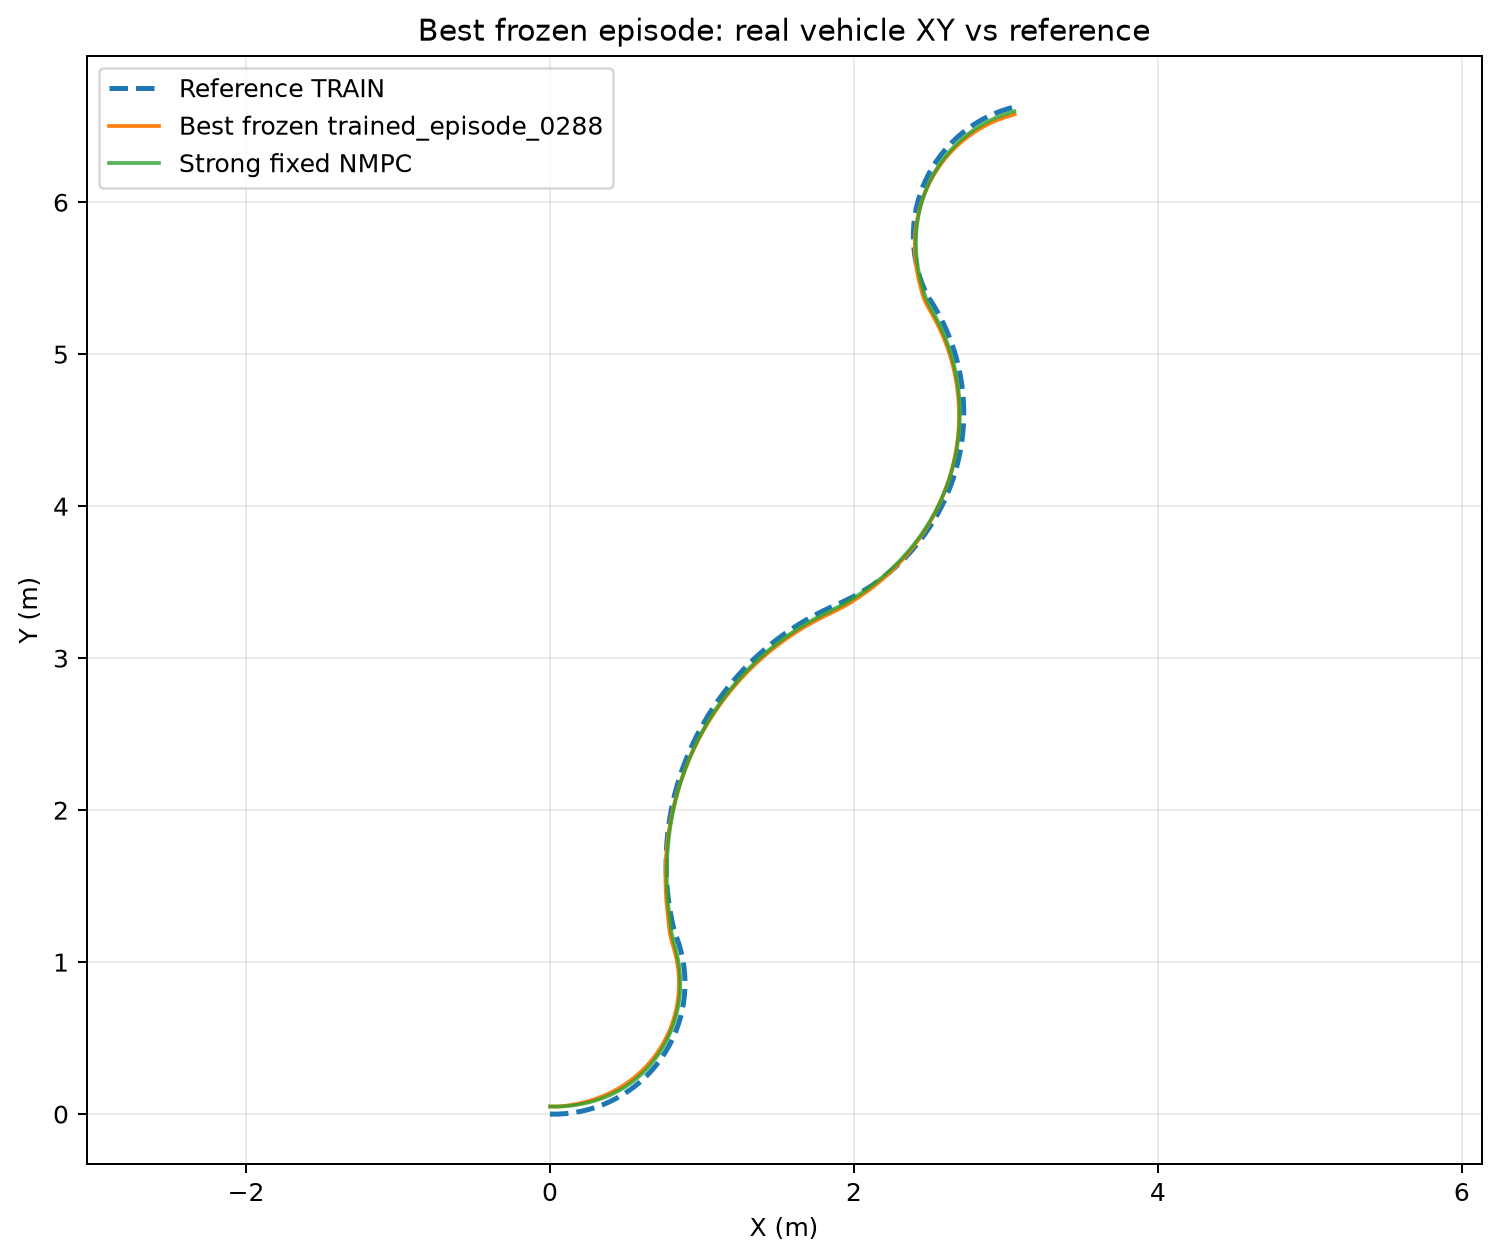 Best frozen episode: real vehicle XY vs reference
Reference TRAIN
Best frozen trained_episode_0288
Strong fixed NMPC
6
5
4
3
2
1
0
Y (m)
−2
0
2
4
6
X (m)